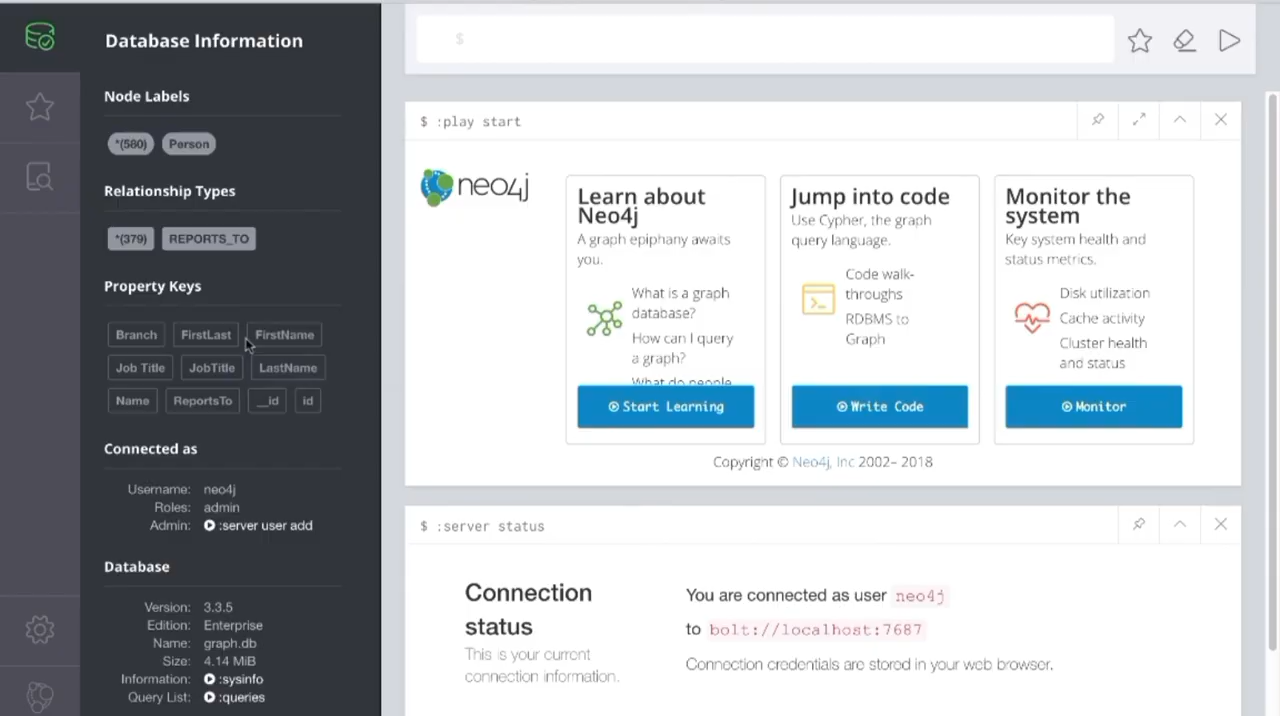 Database Information
Node Labels
*(580) Person
Relationship Types
*(379) REPORTS_TO
Property Keys
Branch FirstLast FirstName
Job Title JobTitle LastName
Name ReportsTo __id id
Connected as
Username: neo4j
Roles: admin
Admin: :server user add
Database
Version: 3.3.5
Edition: Enterprise
Name: graph.db
Size: 4.14 MiB
Information: :sysinfo
Query List: :queries
$
$ :play start
neo4j
Learn about
Neo4j
A graph epiphany awaits
you.
What is a graph
database?
How can I query
a graph?
What do people
Start Learning
Jump into code
Use Cypher, the graph
query language.
Code walk-
throughs
RDBMS to
Graph
Write Code
Monitor the
system
Key system health and
status metrics.
Disk utilization
Cache activity
Cluster health
and status
Monitor
Copyright © Neo4j, Inc 2002– 2018
$ :server status
Connection
status
This is your current
connection information.
You are connected as user neo4j
to bolt://localhost:7687
Connection credentials are stored in your web browser.